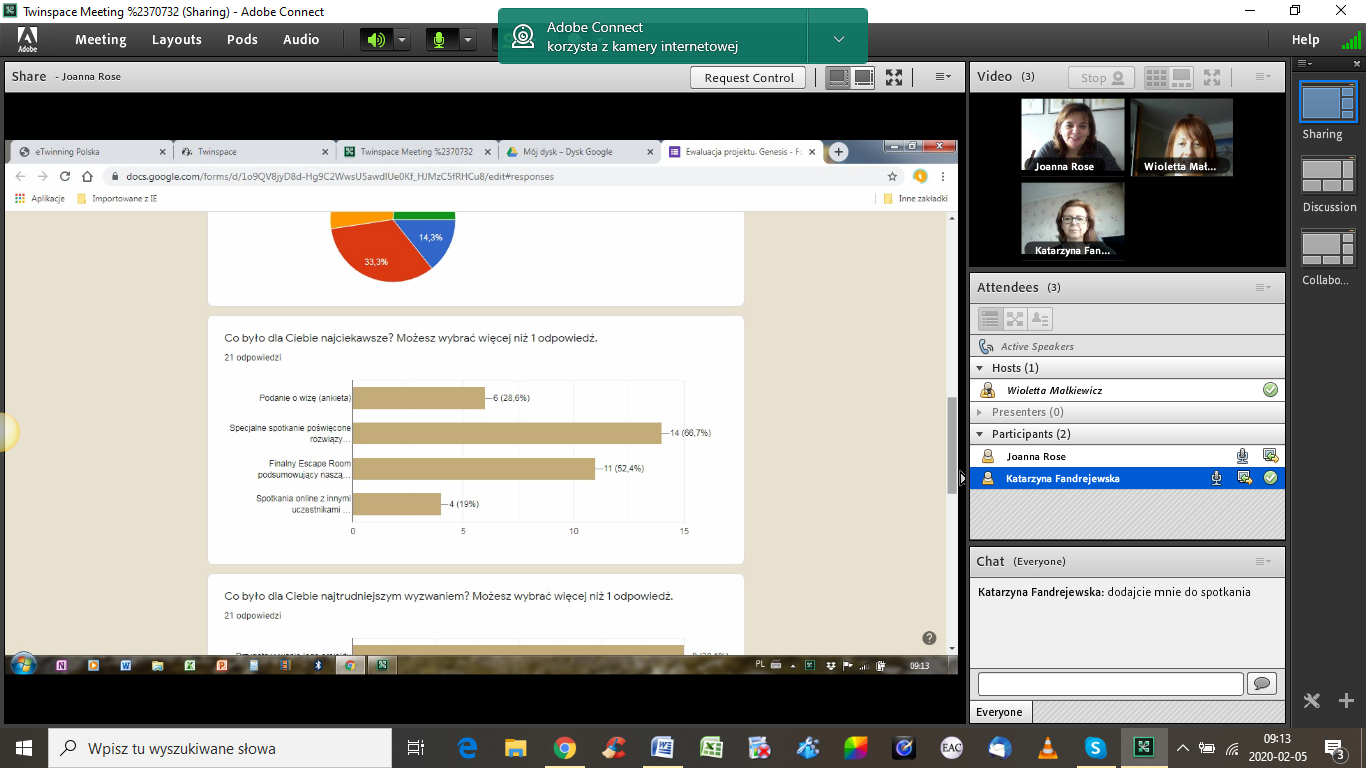 Twinspace Meeting %2370732 (Sharing) - Adobe Connect
Adobe Connect
korzysta z kamery internetowej
Adobe
Meeting Layouts Pods Audio
Help
Share - Joanna Rose
Request Control
eTwinning Polska
Twinspace
Twinspace Meeting %2370732
Mój dysk – Dysk Google
Ewaluacja projektu. Genesis - F
docs.google.com/forms/d/1o9QV8jyD8d-Hg9C2WwsU5awdIUe0Kf_HJMzC5fRHCu8/edit#responses
Aplikacje
Importowane z IE
Inne zakładki
14,3%
33,3%
Co było dla Ciebie najciekawsze? Możesz wybrać więcej niż 1 odpowiedź.
21 odpowiedzi
Podanie o wizę (ankieta)
6 (28,6%)
Specjalne spotkanie poświęcone
rozwiązy…
14 (66,7%)
Finalny Escape Room
podsumowujący naszą…
11 (52,4%)
Spotkania online z innymi
uczestnikami …
4 (19%)
0 5 10 15
Co było dla Ciebie najtrudniejszym wyzwaniem? Możesz wybrać więcej niż 1 odpowiedź.
21 odpowiedzi
PL
09:13
Video (3)
Stop
Joanna Rose
Wioletta Mał...
Katarzyna Fan...
Attendees (3)
Active Speakers
Hosts (1)
Wioletta Małkiewicz
Presenters (0)
Participants (2)
Joanna Rose
Katarzyna Fandrejewska
Chat (Everyone)
Katarzyna Fandrejewska: dodajcie mnie do spotkania
Everyone
Sharing
Discussion
Collabo...
Wpisz tu wyszukiwane słowa
EAC
09:13
2020-02-05
3